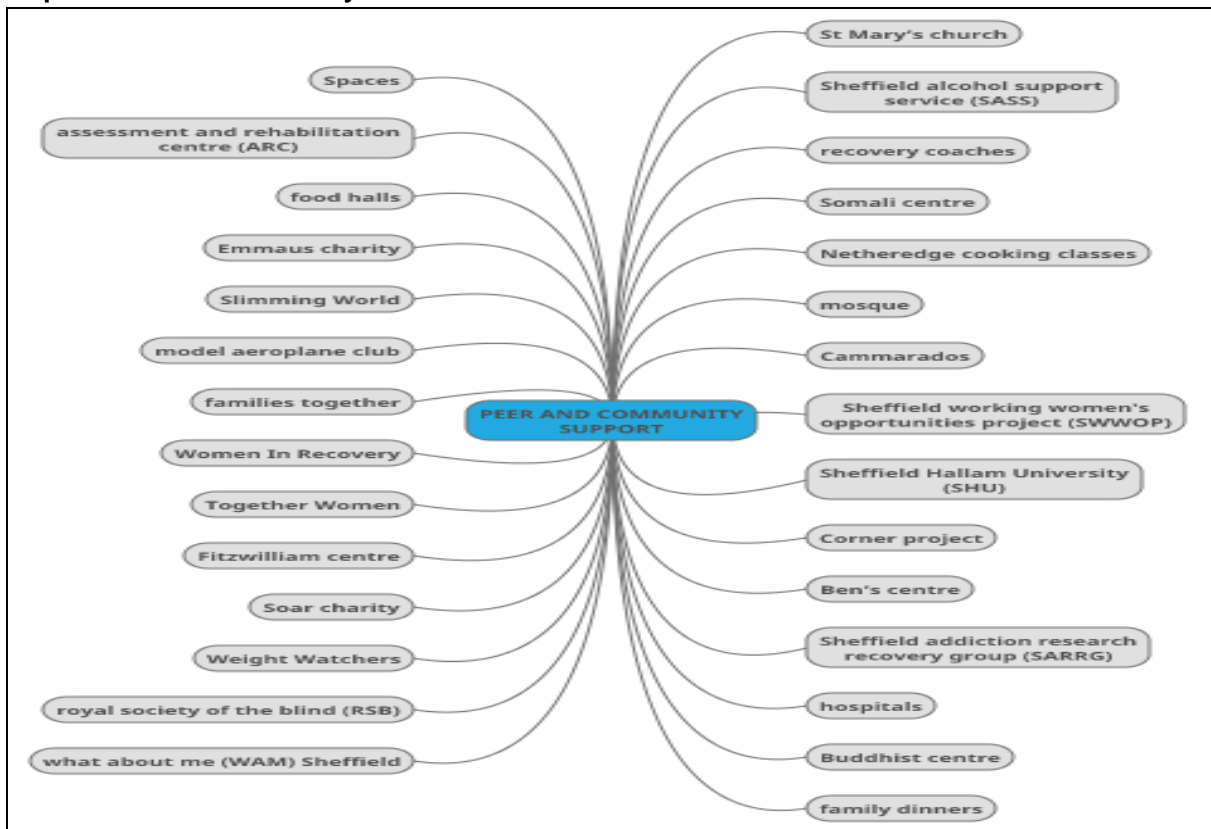 St Mary's church
Sheffield alcohol support
service (SASS)
recovery coaches
Somali centre
Netheredge cooking classes
mosque
Cammarados
Sheffield working women's
opportunities project (SWWOP)
Sheffield Hallam University
(SHU)
Corner project
Ben's centre
Sheffield addiction research
recovery group (SARRG)
hospitals
Buddhist centre
family dinners
PEER AND COMMUNITY
SUPPORT
Spaces
assessment and rehabilitation
centre (ARC)
food halls
Emmaus charity
Slimming World
model aeroplane club
families together
Women In Recovery
Together Women
Fitzwilliam centre
Soar charity
Weight Watchers
royal society of the blind (RSB)
what about me (WAM) Sheffield